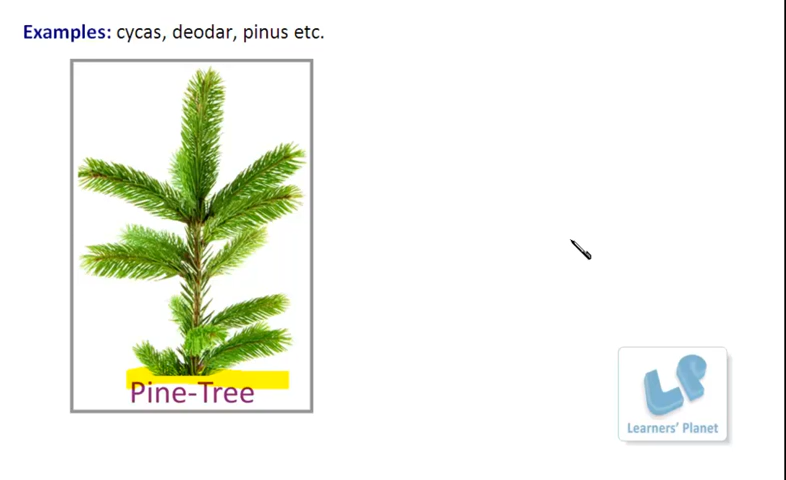 Examples: cycas, deodar, pinus etc.
Pine-Tree
LP
Learners' Planet